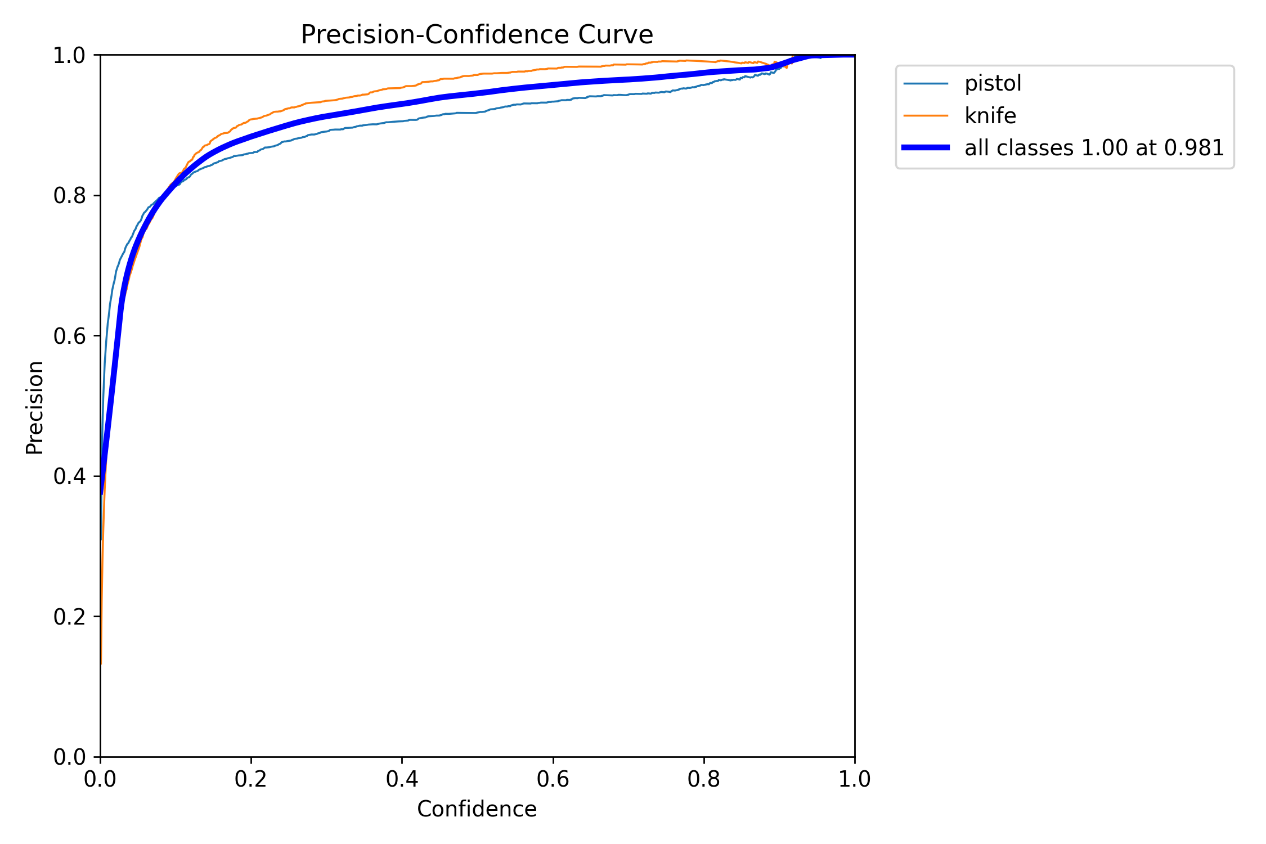 Precision-Confidence Curve
1.0
0.8
0.6
0.4
0.2
0.0
Precision
0.0 0.2 0.4 0.6 0.8 1.0
Confidence
pistol
knife
all classes 1.00 at 0.981